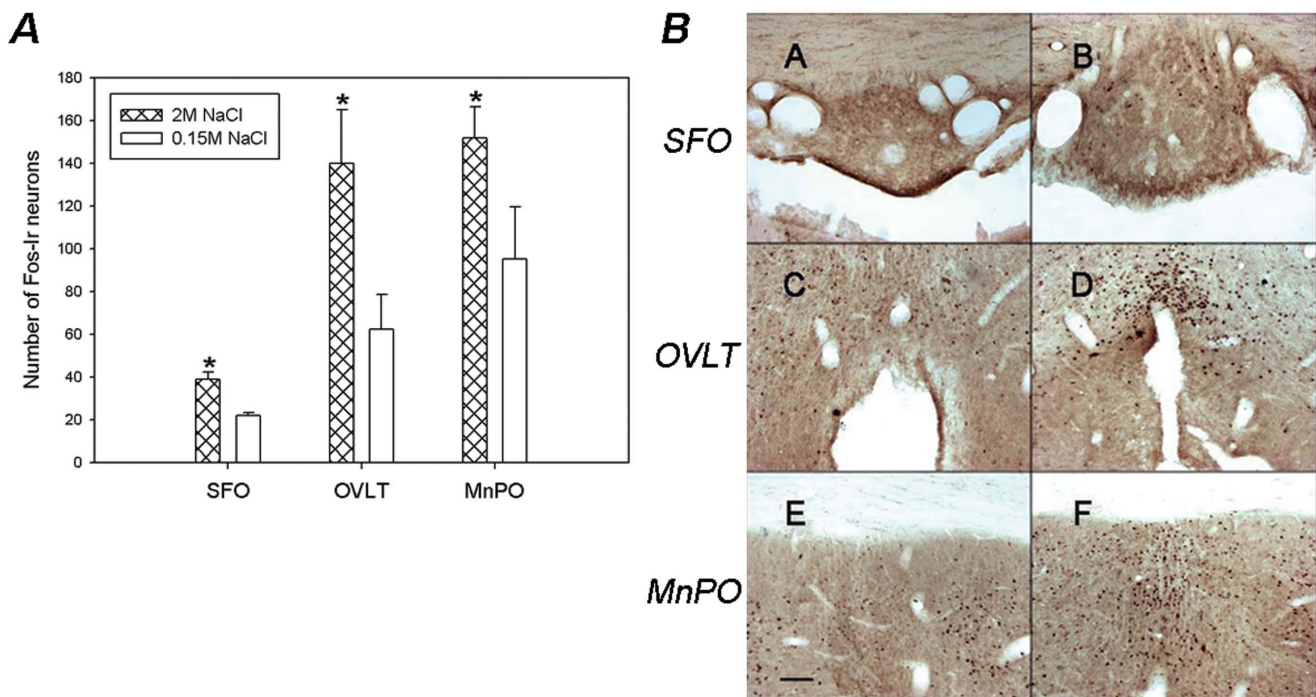 A
180
160
140
120
100
80
60
40
20
0
Number of Fos-Ir neurons
2M NaCl
0.15M NaCl
*
*
*
SFO
OVLT
MnPO
B
SFO
A
B
OVLT
C
D
MnPO
E
F